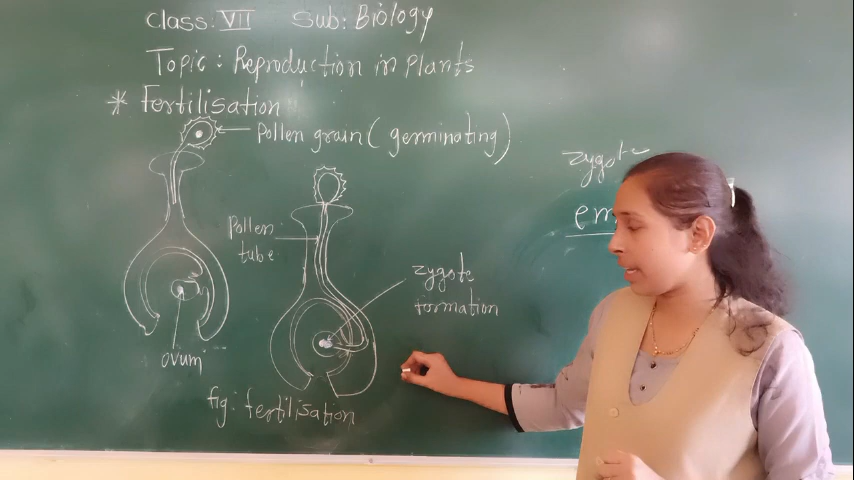 Class: VII Sub: Biology
Topic: Reproduction in plants
* Fertilisation
Pollen grain (germinating)
zygote
em
Pollen
tube
zygote
formation
ovum
fig: fertilisation